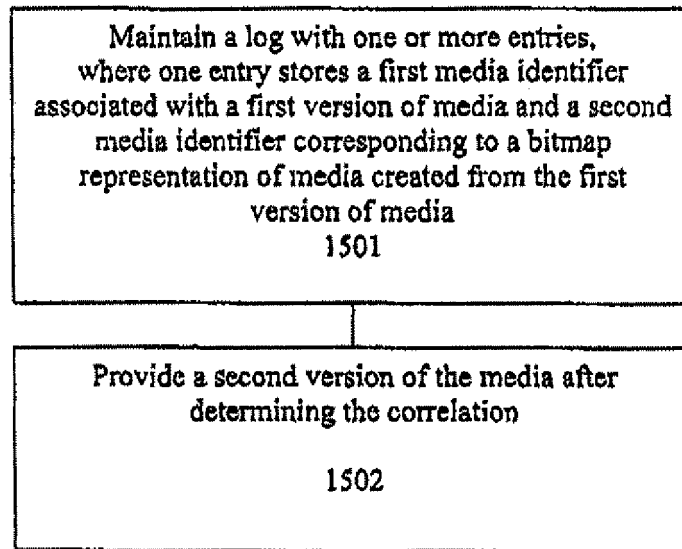 Maintain a log with one or more entries,
where one entry stores a first media identifier
associated with a first version of media and a second
media identifier corresponding to a bitmap
representation of media created from the first
version of media
1501
Provide a second version of the media after
determining the correlation
1502